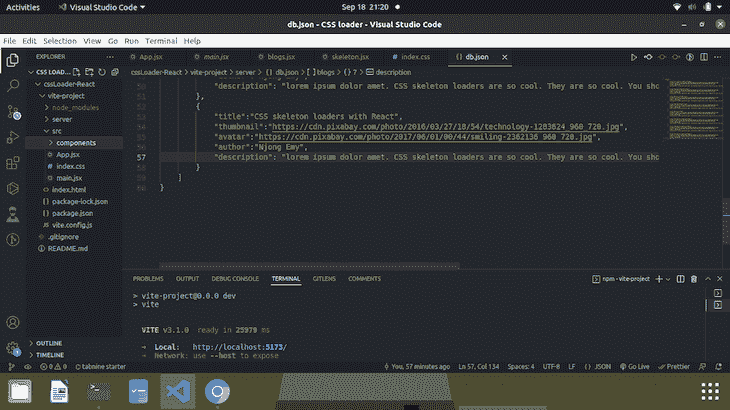 Activities Visual Studio Code Sep 18 21:20
db.json - CSS loader - Visual Studio Code
File Edit Selection View Go Run Terminal Help
App.jsx main.jsx blogs.jsx skeleton.jsx # index.css {} db.json
CSS LOAD...
cssLoader-React > vite-project > server > {} db.json > [ ] blogs > {} 7 > description
cssLoader-React
vite-project
node_modules
server
src
components
App.jsx
index.css
main.jsx
index.html
package-lock.json
package.json
vite.config.js
.gitignore
README.md
50 "description": "lorem ipsum dolor amet. CSS skeleton loaders are so cool. They are so cool. You sho
51 },
52 {
53 "title":"CSS skeleton loaders with React",
54 "thumbnail":"https://cdn.pixabay.com/photo/2016/03/27/18/54/technology-1283624_960_720.jpg",
55 "avatar":"https://cdn.pixabay.com/photo/2017/06/01/00/44/smiling-2362136_960_720.jpg",
56 "author":"Njong Emy",
57 "description": "lorem ipsum dolor amet. CSS skeleton loaders are so cool. They are so cool. You sho
58 }
59 ]
60 }
PROBLEMS OUTPUT DEBUG CONSOLE TERMINAL GITLENS COMMENTS
npm - vite-project
> vite-project@0.0.0 dev
> vite
VITE v3.1.0 ready in 25979 ms
➜ Local: http://localhost:5173/
➜ Network: use --host to expose
OUTLINE
TIMELINE
0 0 tabnine starter You, 57 minutes ago Ln 57, Col 134 Spaces: 4 UTF-8 LF {} JSON Go Live Prettier